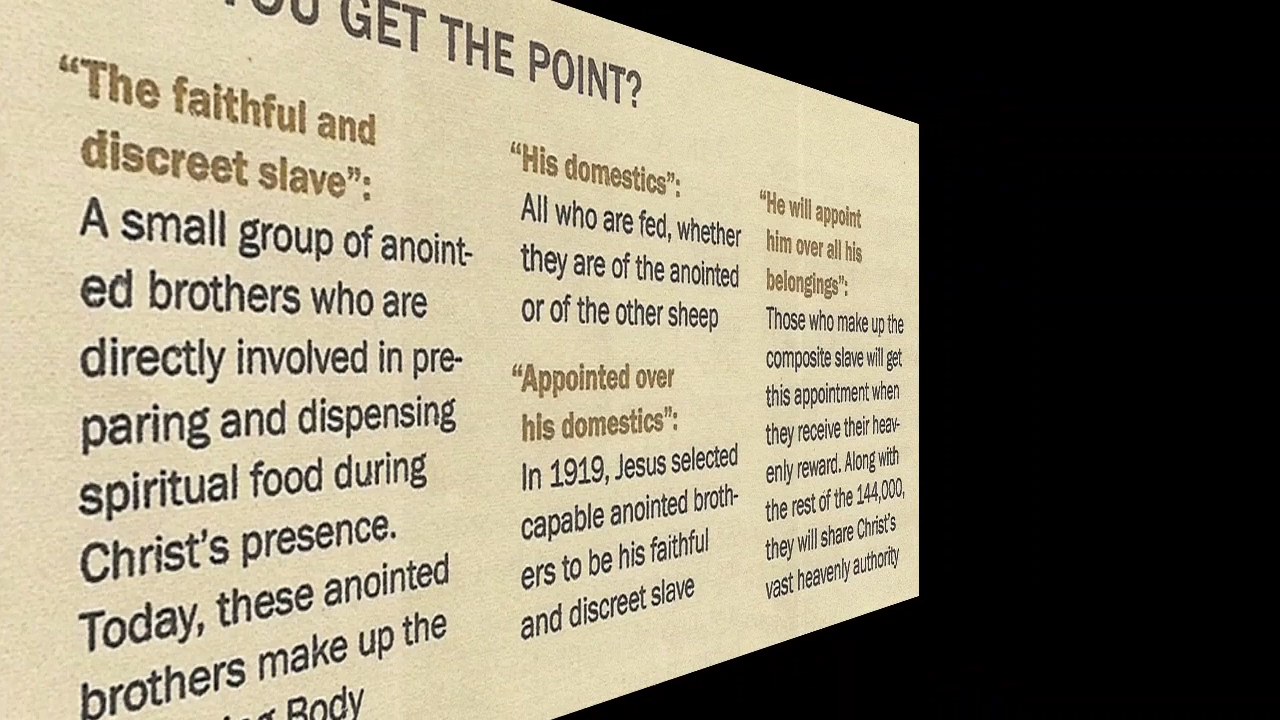 YOU GET THE POINT?
“The faithful and
discreet slave”:
A small group of anoint-
ed brothers who are
directly involved in pre-
paring and dispensing
spiritual food during
Christ’s presence.
Today, these anointed
brothers make up the
Body
“His domestics”:
All who are fed, whether
they are of the anointed
or of the other sheep
“Appointed over
his domestics”:
In 1919, Jesus selected
capable anointed broth-
ers to be his faithful
and discreet slave
“He will appoint
him over all his
belongings”:
Those who make up the
composite slave will get
this appointment when
they receive their heav-
enly reward. Along with
the rest of the 144,000,
they will share Christ’s
vast heavenly authority